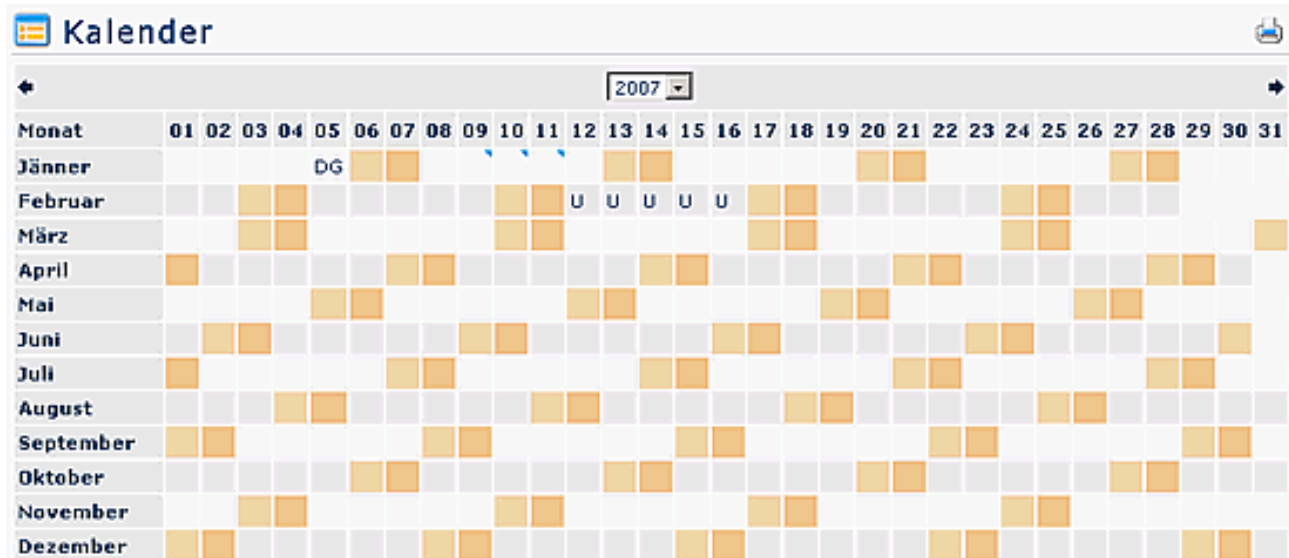 Kalender
2007
Monat 01 02 03 04 05 06 07 08 09 10 11 12 13 14 15 16 17 18 19 20 21 22 23 24 25 26 27 28 29 30 31
Jänner DG
Februar U U U U U
März
April
Mai
Juni
Juli
August
September
Oktober
November
Dezember